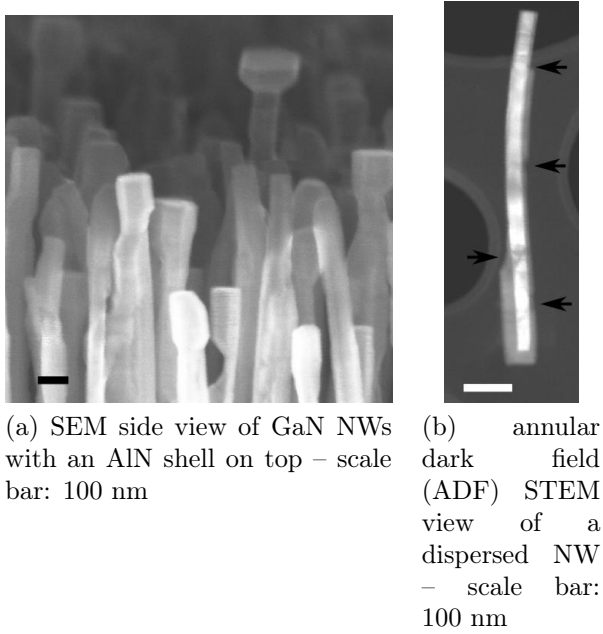 (a) SEM side view of GaN NWs
with an AlN shell on top – scale
bar: 100 nm
(b) annular
dark field
(ADF) STEM
view of a
dispersed NW
– scale bar:
100 nm